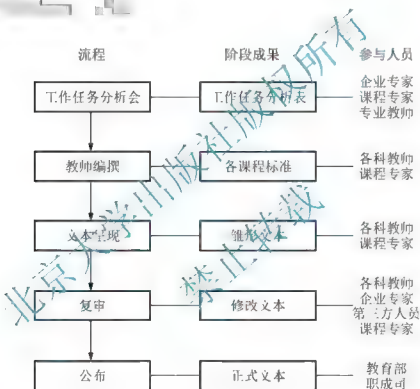 流程 阶段成果 参与人员
工作任务分析会 工作任务分析表 企业专家
课程专家
专业教师
教师编撰 各课程标准 各科教师
课程专家
文本呈现 雏形文本 各科教师
课程专家
复审 修改文本 各科教师
企业专家
第三方人员
课程专家
公布 正式文本 教育部
职成司
北京大学出版社版权所有
禁止转载